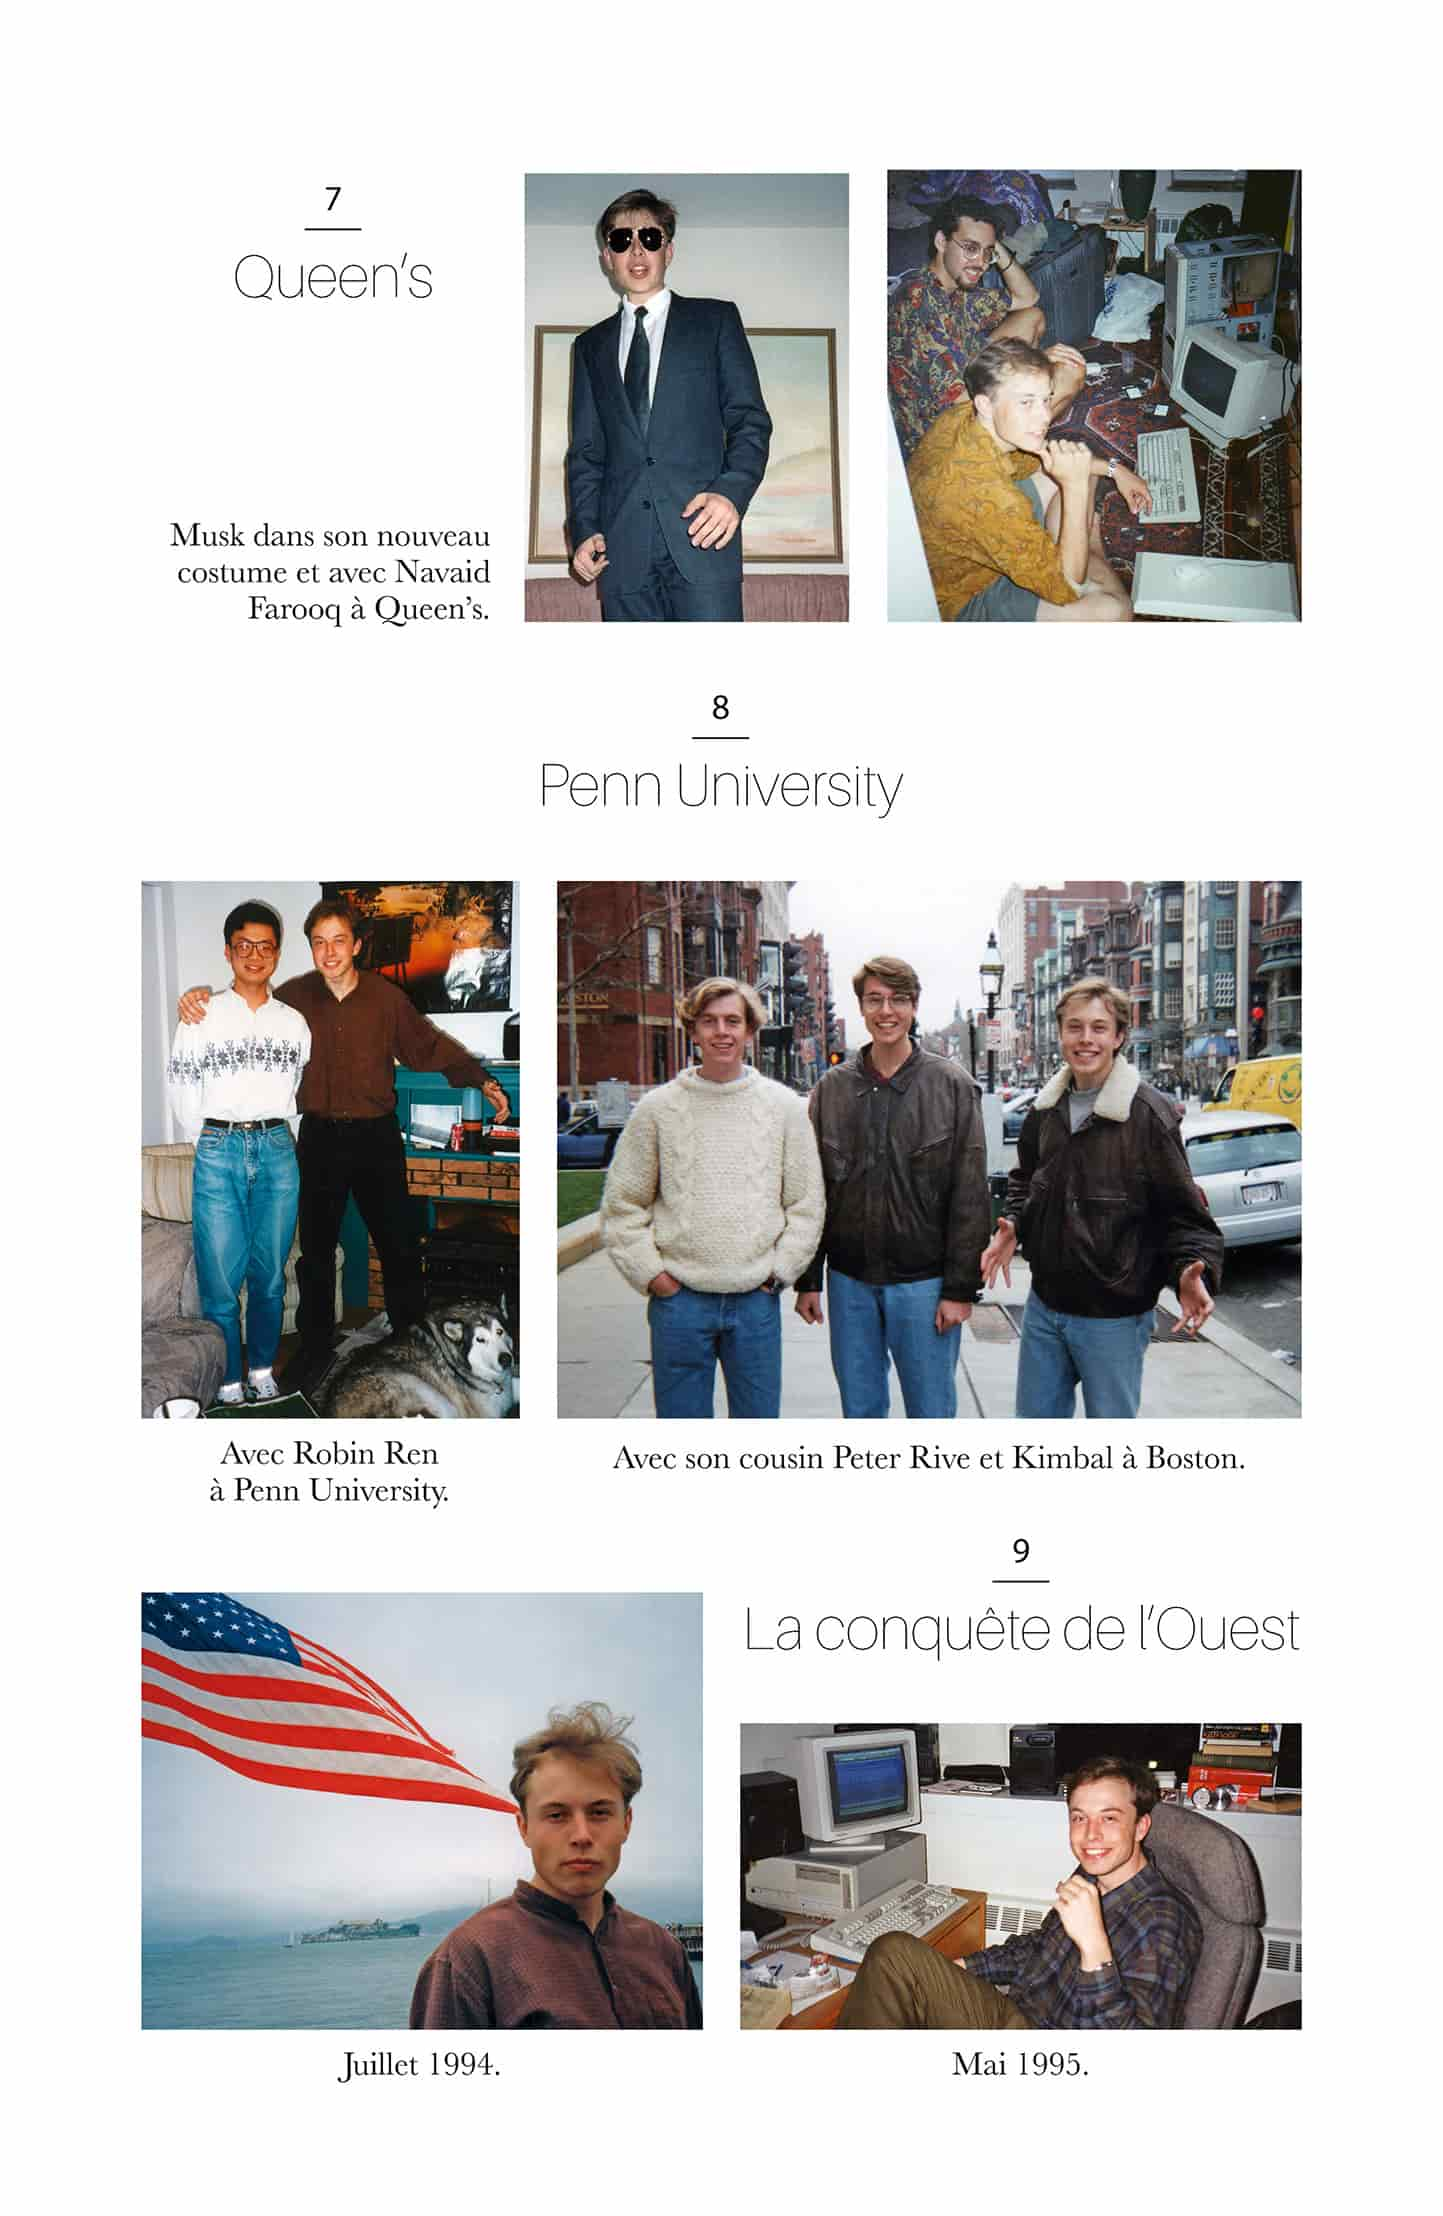 7
Queen's
Musk dans son nouveau
costume et avec Navaid
Farooq à Queen's.
8
Penn University
Avec Robin Ren
à Penn University.
Avec son cousin Peter Rive et Kimbal à Boston.
9
La conquête de l'Ouest
Juillet 1994.
Mai 1995.